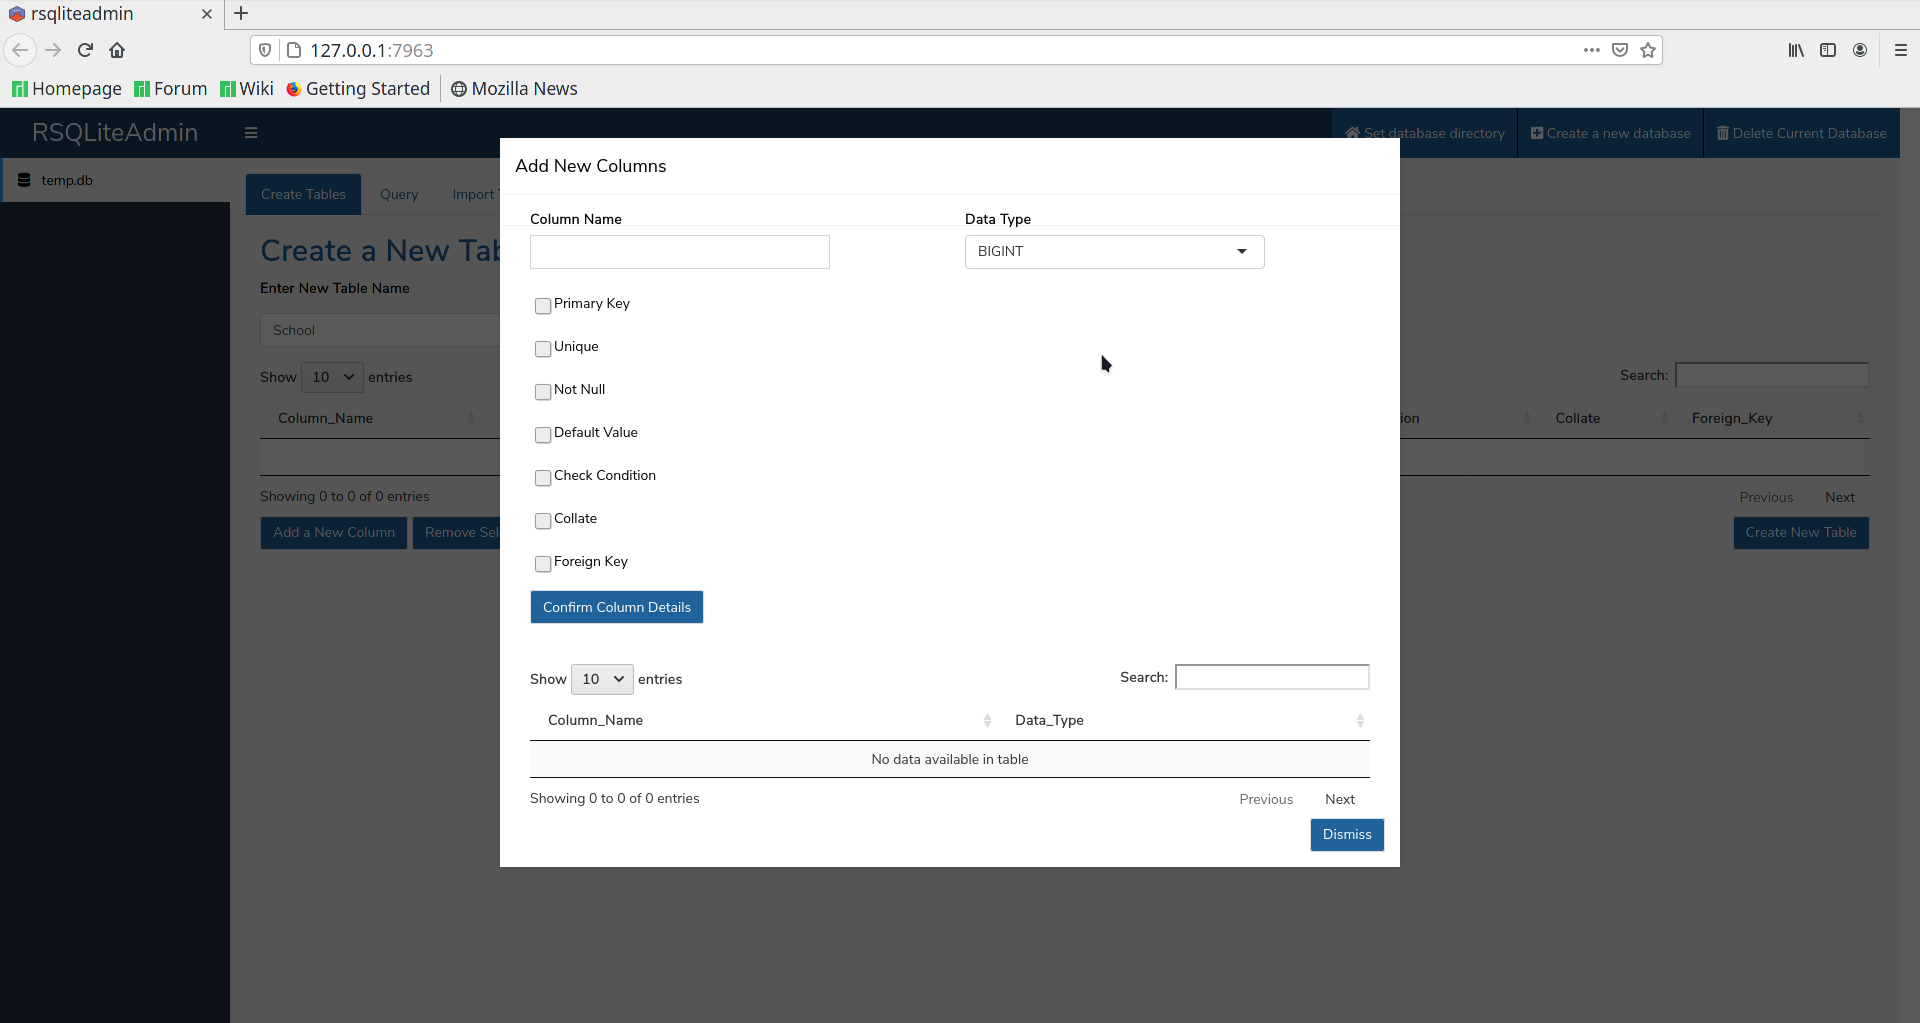 rsqliteadmin
127.0.0.1:7963
Homepage Forum Wiki Getting Started Mozilla News
RSQLiteAdmin
Set database directory Create a new database Delete Current Database
temp.db
Create Tables Query Import
Create a New Tab
Enter New Table Name
School
Show 10 entries
Search:
Column_Name ion Collate Foreign_Key
Showing 0 to 0 of 0 entries
Previous Next
Add a New Column Remove Sel Create New Table
Add New Columns
Column Name Data Type
BIGINT
Primary Key
Unique
Not Null
Default Value
Check Condition
Collate
Foreign Key
Confirm Column Details
Show 10 entries Search:
Column_Name Data_Type
No data available in table
Showing 0 to 0 of 0 entries
Previous Next
Dismiss